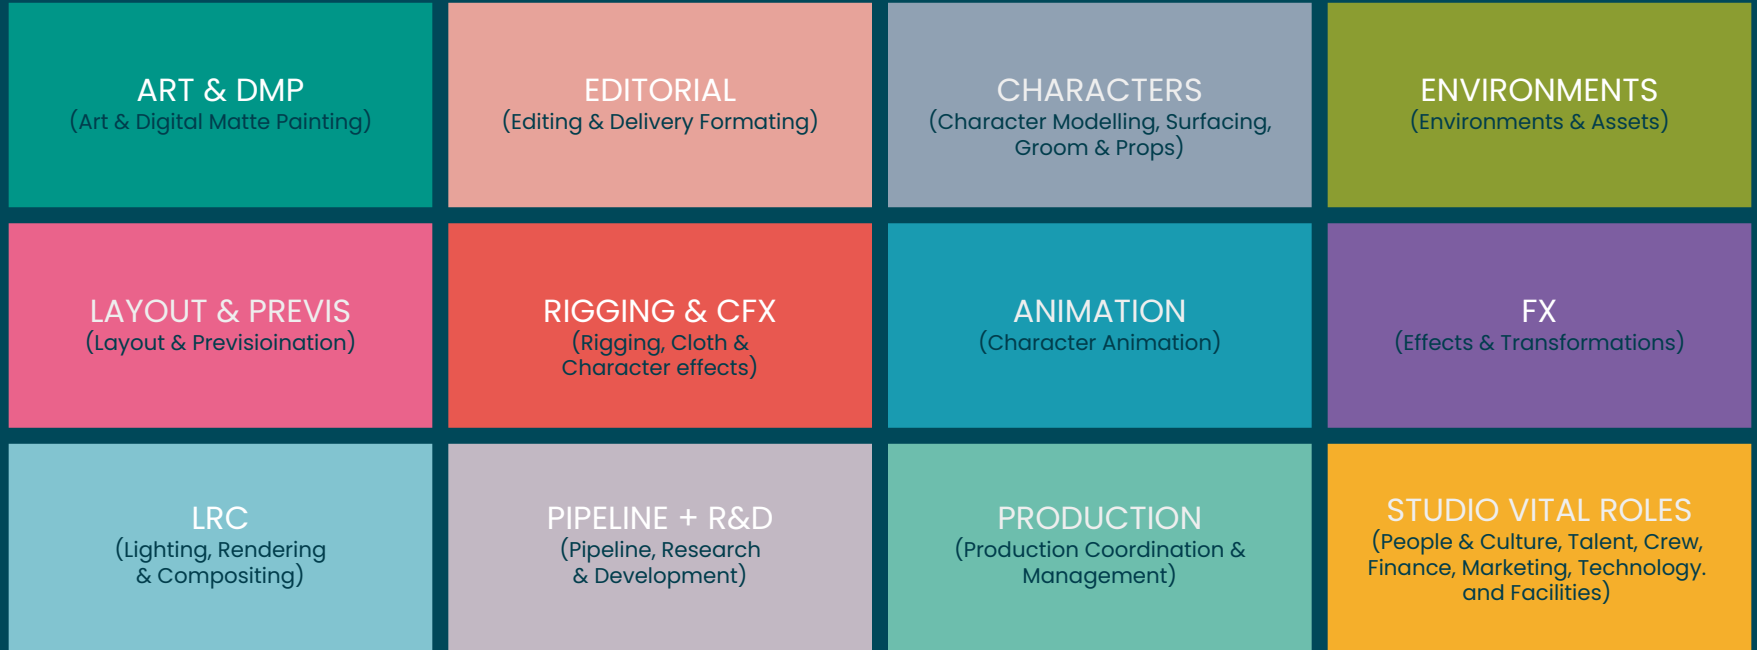 ART & DMP
(Art & Digital Matte Painting)
EDITORIAL
(Editing & Delivery Formating)
CHARACTERS
(Character Modelling, Surfacing,
Groom & Props)
ENVIRONMENTS
(Environments & Assets)
LAYOUT & PREVIS
(Layout & Previsioination)
RIGGING & CFX
(Rigging, Cloth &
Character effects)
ANIMATION
(Character Animation)
FX
(Effects & Transformations)
LRC
(Lighting, Rendering
& Compositing)
PIPELINE + R&D
(Pipeline, Research
& Development)
PRODUCTION
(Production Coordination &
Management)
STUDIO VITAL ROLES
(People & Culture, Talent, Crew,
Finance, Marketing, Technology.
and Facilities)